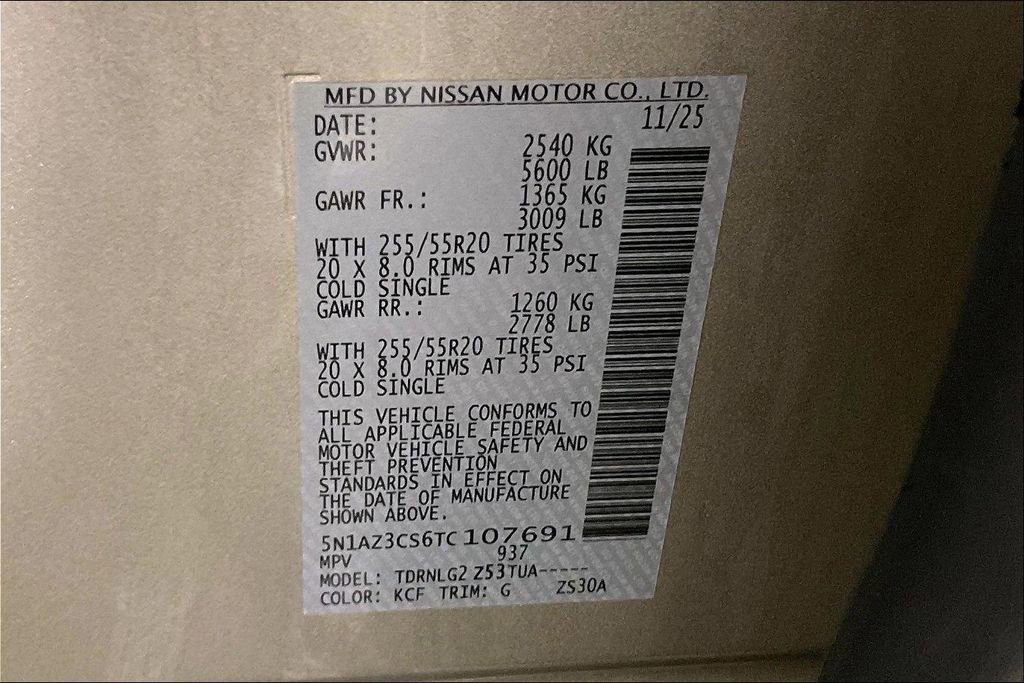 MFD BY NISSAN MOTOR CO., LTD.
DATE: 11/25
GVWR: 2540 KG
5600 LB
GAWR FR.: 1365 KG
3009 LB
WITH 255/55R20 TIRES
20 X 8.0 RIMS AT 35 PSI
COLD SINGLE
GAWR RR.: 1260 KG
2778 LB
WITH 255/55R20 TIRES
20 X 8.0 RIMS AT 35 PSI
COLD SINGLE
THIS VEHICLE CONFORMS TO
ALL APPLICABLE FEDERAL
MOTOR VEHICLE SAFETY AND
THEFT PREVENTION
STANDARDS IN EFFECT ON
THE DATE OF MANUFACTURE
SHOWN ABOVE.
5N1AZ3CS6TC107691
MPV 937
MODEL: TDRNLG2 Z53TUA-----
COLOR: KCF TRIM: G ZS30A